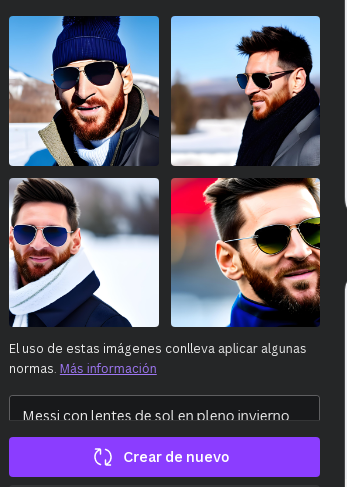 El uso de estas imágenes conlleva aplicar algunas
normas. Más información
Messi con lentes de sol en pleno invierno
Crear de nuevo